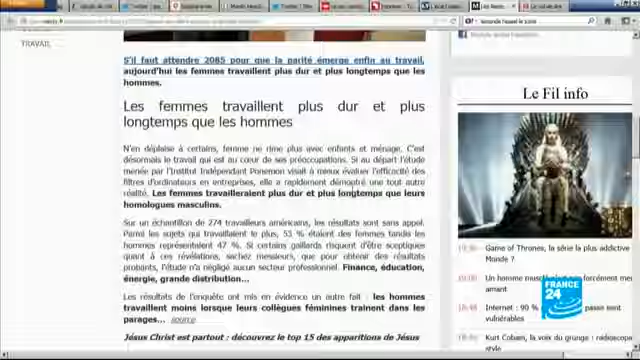 TRAVAIL
S'il faut attendre 2085 pour que la parité émerge enfin au travail,
aujourd'hui les femmes travaillent plus dur et plus longtemps que les
hommes.
Les femmes travaillent plus dur et plus
longtemps que les hommes
N'en déplaise à certains, femme ne rime plus avec enfants et ménage. C'est
désormais le travail qui est au cœur de ses préoccupations. Si au départ l'étude
menée par l'Institut Indépendant Ponemon visait à mieux évaluer l'efficacité des
filtres d'ordinateurs en entreprises, elle a rapidement démontré une tout autre
réalité. Les femmes travailleraient plus dur et plus longtemps que leurs
homologues masculins.
Sur un échantillon de 274 travailleurs américains, les résultats sont sans appel.
Parmi les sujets qui travaillaient le plus, 53 % étaient des femmes tandis les
hommes représentaient 47 %. Si certains gaillards risquent d'être sceptiques
quant à ces révélations, sachez messieurs, que pour obtenir des résultats
probants, l'étude n'a négligé aucun secteur professionnel. Finance, éducation,
énergie, grande distribution...
Les résultats de l'enquête ont mis en évidence un autre fait : les hommes
travaillent moins lorsque leurs collègues féminines trainent dans les
parages... source
Jésus Christ est partout : découvrez le top 15 des apparitions de Jésus
Le Fil info
Game of Thrones, la série la plus addictive
Monde ?
Un homme forcément
amant
Internet : 90 % passe sont
vulnérables
Kurt Cobain, la voix du grunge : radioscopie
style
FRANCE
24